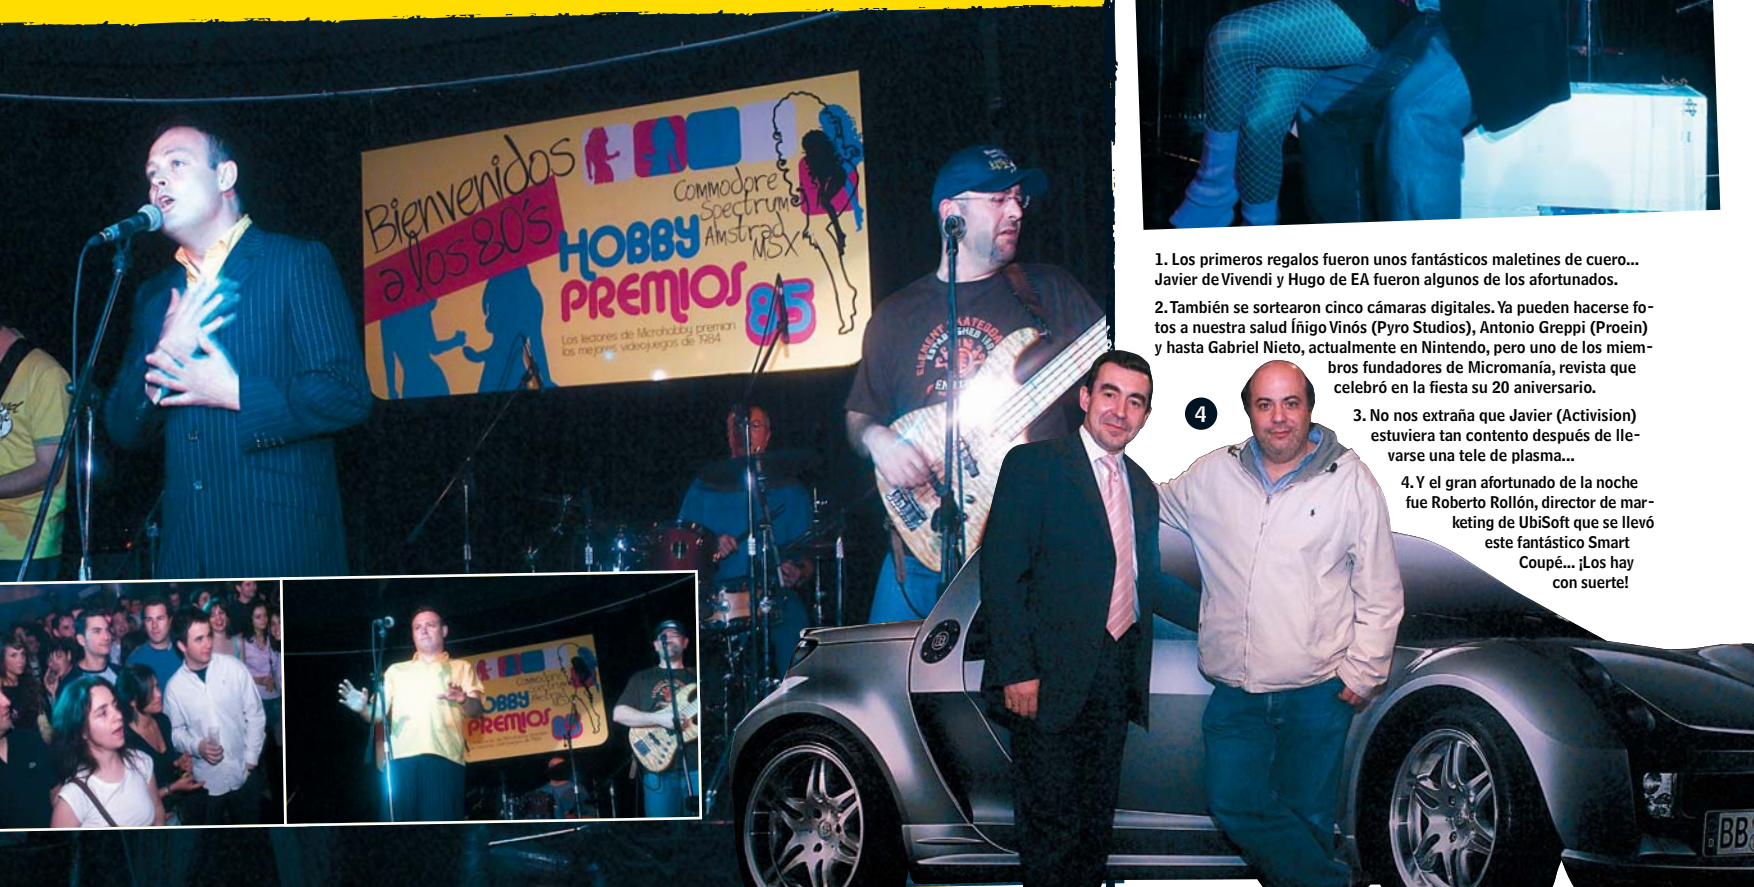 Bienvenidos
a los 80's
HOBBY
PREMIOS
85
Commodore
Spectrum
Amstrad
MSX
Los lectores de Microhobby premian
los mejores videojuegos de 1984
1. Los primeros regalos fueron unos fantásticos maletines de cuero...
Javier de Vivendi y Hugo de EA fueron algunos de los afortunados.
2. También se sortearon cinco cámaras digitales. Ya pueden hacerse fo-
tos a nuestra salud Íñigo Vinós (Pyro Studios), Antonio Greppi (Proein)
y hasta Gabriel Nieto, actualmente en Nintendo, pero uno de los miem-
bros fundadores de Micromanía, revista que
celebró en la fiesta su 20 aniversario.
4
3. No nos extraña que Javier (Activision)
estuviera tan contento después de lle-
varse una tele de plasma...
4. Y el gran afortunado de la noche
fue Roberto Rollón, director de mar-
keting de UbiSoft que se llevó
este fantástico Smart
Coupé... ¡Los hay
con suerte!
HOBBY
PREMIOS
85
BB